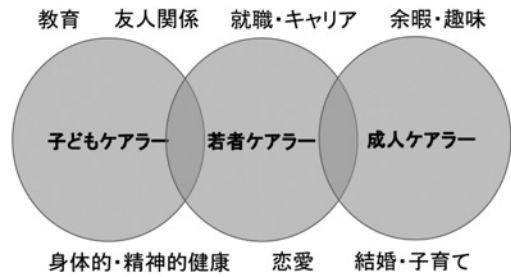 教育 友人関係 就職・キャリア 余暇・趣味
子どもケアラー 若者ケアラー 成人ケアラー
身体的・精神的健康 恋愛 結婚・子育て